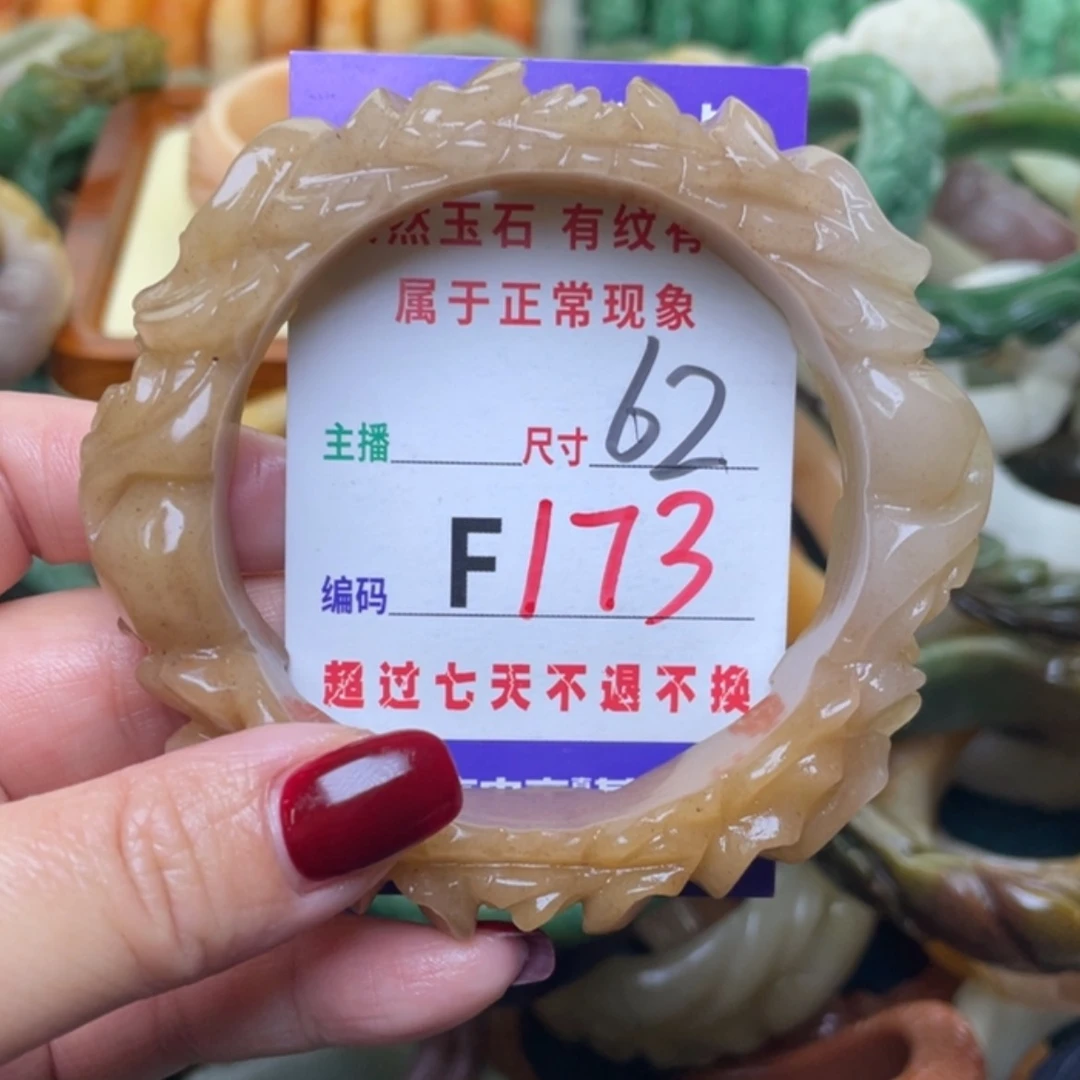 然玉石 有纹有
属于正常现象
主播 尺寸 62
编码 F173
超过七天不退不换